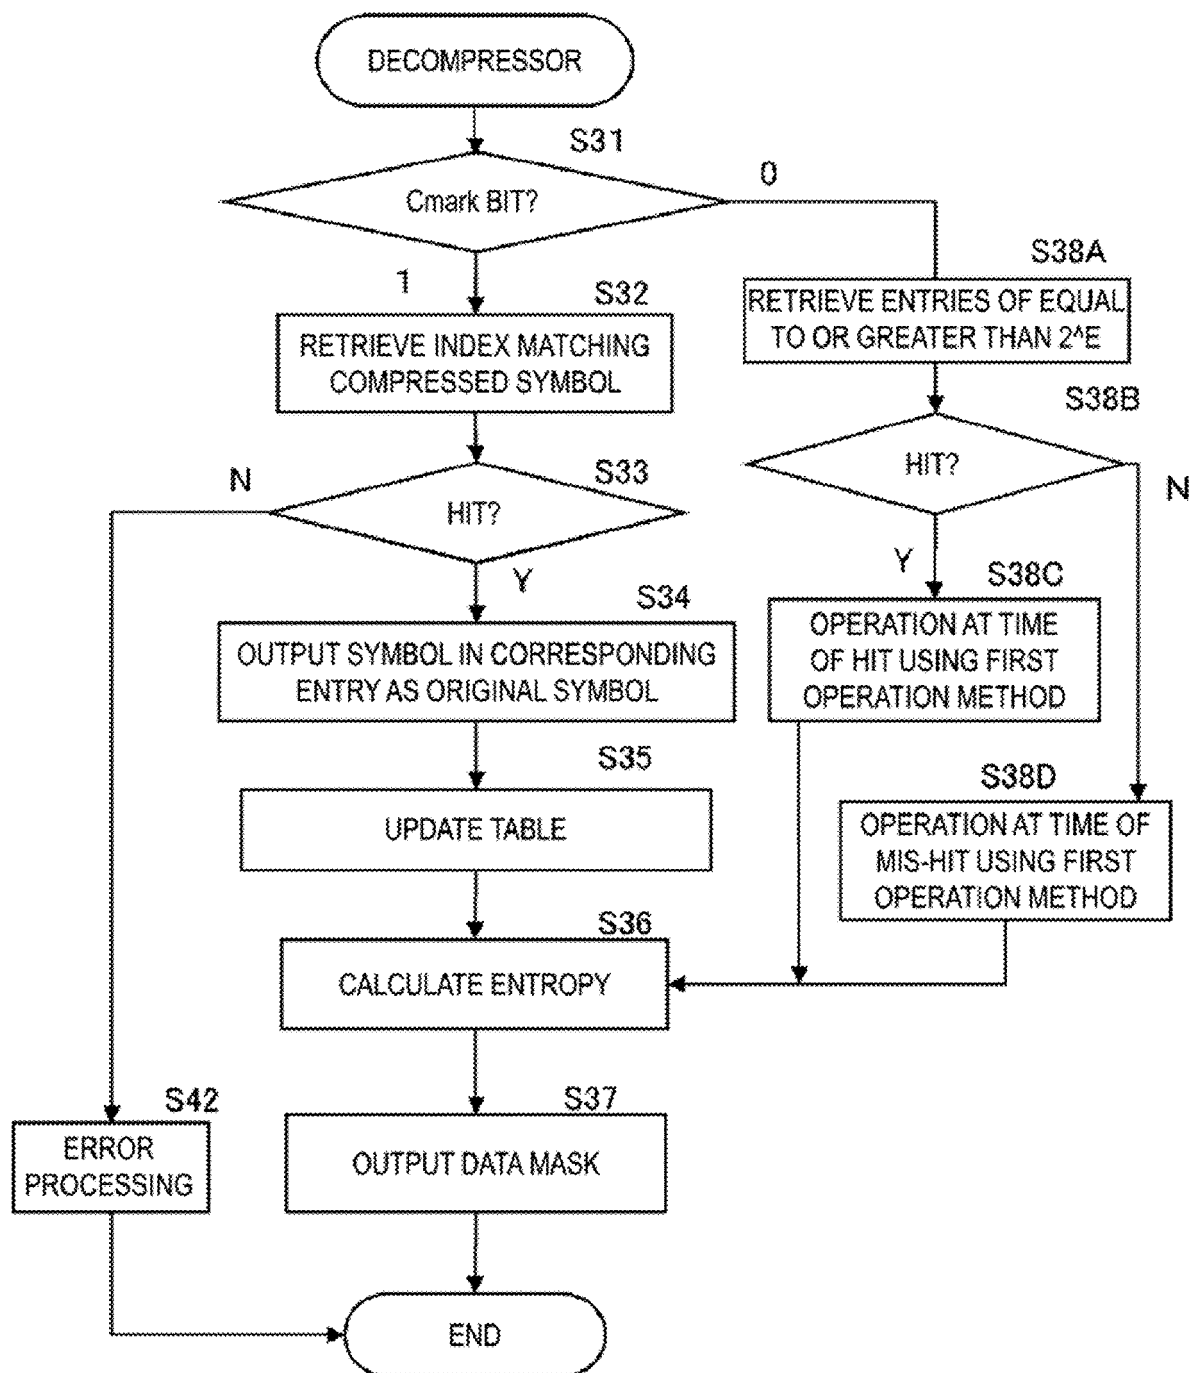 DECOMPRESSOR
S31
Cmark BIT?
0
1
S38A
RETRIEVE ENTRIES OF EQUAL
TO OR GREATER THAN 2^E
S32
RETRIEVE INDEX MATCHING
COMPRESSED SYMBOL
S38B
HIT?
N
Y
S33
HIT?
N
Y
S38C
OPERATION AT TIME
OF HIT USING FIRST
OPERATION METHOD
S34
OUTPUT SYMBOL IN CORRESPONDING
ENTRY AS ORIGINAL SYMBOL
S35
UPDATE TABLE
S38D
OPERATION AT TIME OF
MIS-HIT USING FIRST
OPERATION METHOD
S36
CALCULATE ENTROPY
S37
OUTPUT DATA MASK
S42
ERROR
PROCESSING
END